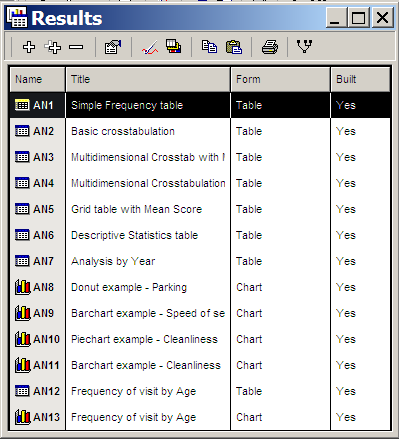 Results
Name Title Form Built
AN1 Simple Frequency table Table Yes
AN2 Basic crosstabulation Table Yes
AN3 Multidimensional Crosstab with Table Yes
AN4 Multidimensional Crosstabulation Table Yes
AN5 Grid table with Mean Score Table Yes
AN6 Descriptive Statistics table Table Yes
AN7 Analysis by Year Table Yes
AN8 Donut example - Parking Chart Yes
AN9 Barchart example - Speed of se Chart Yes
AN10 Piechart example - Cleanliness Chart Yes
AN11 Barchart example - Cleanliness Chart Yes
AN12 Frequency of visit by Age Table Yes
AN13 Frequency of visit by Age Chart Yes